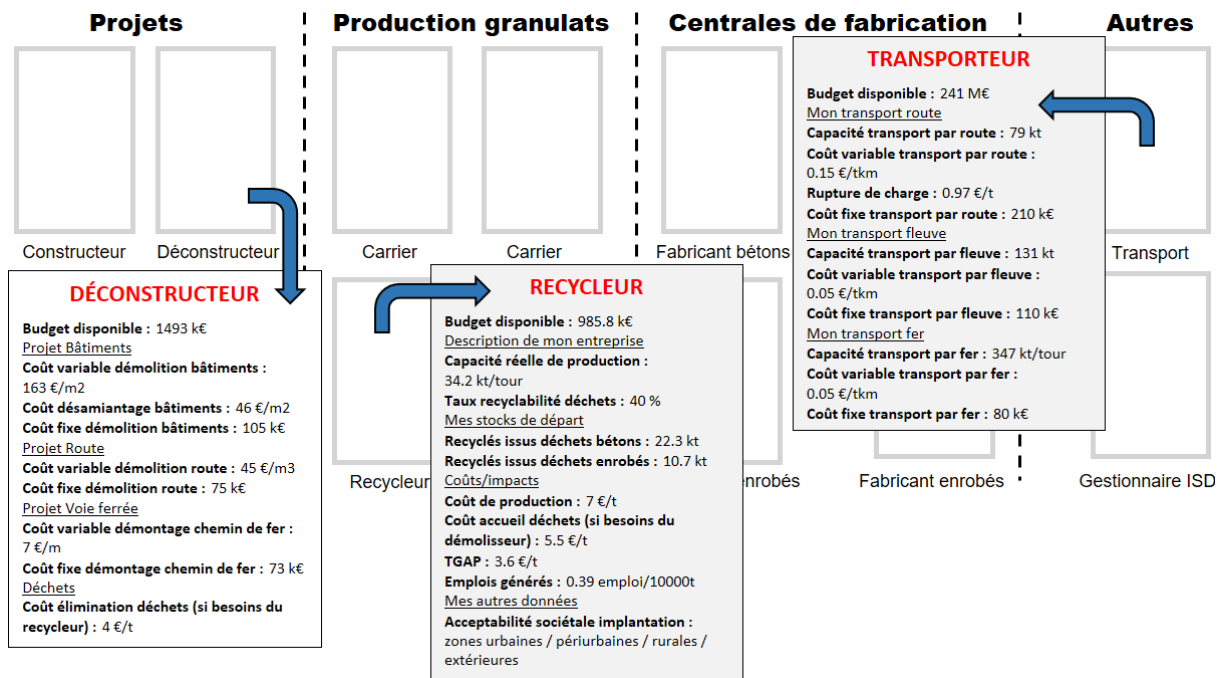 Projets
Production granulats
Centrales de fabrication
Autres
Constructeur
Déconstructeur
Carrier
Carrier
Fabricant bétons
Transport
DÉCONSTRUCTEUR
Budget disponible : 1493 k€
Projet Bâtiments
Coût variable démolition bâtiments :
163 €/m2
Coût désamiantage bâtiments : 46 €/m2
Coût fixe démolition bâtiments : 105 k€
Projet Route
Coût variable démolition route : 45 €/m3
Coût fixe démolition route : 75 k€
Projet Voie ferrée
Coût variable démontage chemin de fer :
7 €/m
Coût fixe démontage chemin de fer : 73 k€
Déchets
Coût élimination déchets (si besoins du
recycleur) : 4 €/t
Recycleur
RECYCLEUR
Budget disponible : 985.8 k€
Description de mon entreprise
Capacité réelle de production :
34.2 kt/tour
Taux recyclabilité déchets : 40 %
Mes stocks de départ
Recyclés issus déchets bétons : 22.3 kt
Recyclés issus déchets enrobés : 10.7 kt
Coûts/impacts
Coût de production : 7 €/t
Coût accueil déchets (si besoins du
démolisseur) : 5.5 €/t
TGAP : 3.6 €/t
Emplois générés : 0.39 emploi/10000t
Mes autres données
Acceptabilité sociétale implantation :
zones urbaines / périurbaines / rurales /
extérieures
TRANSPORTEUR
Budget disponible : 241 M€
Mon transport route
Capacité transport par route : 79 kt
Coût variable transport par route :
0.15 €/tkm
Rupture de charge : 0.97 €/t
Coût fixe transport par route : 210 k€
Mon transport fleuve
Capacité transport par fleuve : 131 kt
Coût variable transport par fleuve :
0.05 €/tkm
Coût fixe transport par fleuve : 110 k€
Mon transport fer
Capacité transport par fer : 347 kt/tour
Coût variable transport par fer :
0.05 €/tkm
Coût fixe transport par fer : 80 k€
enrobés
Fabricant enrobés
Gestionnaire ISD